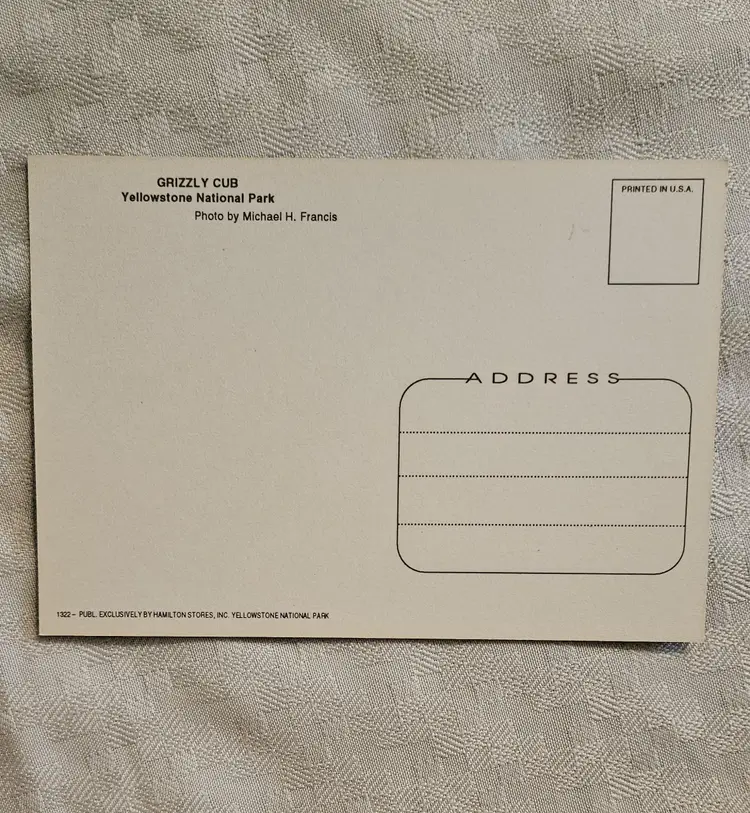 GRIZZLY CUB
Yellowstone National Park
Photo by Michael H. Francis
PRINTED IN U.S.A.
ADDRESS
1322– PUBL. EXCLUSIVELY BY HAMILTON STORES, INC. YELLOWSTONE NATIONAL PARK